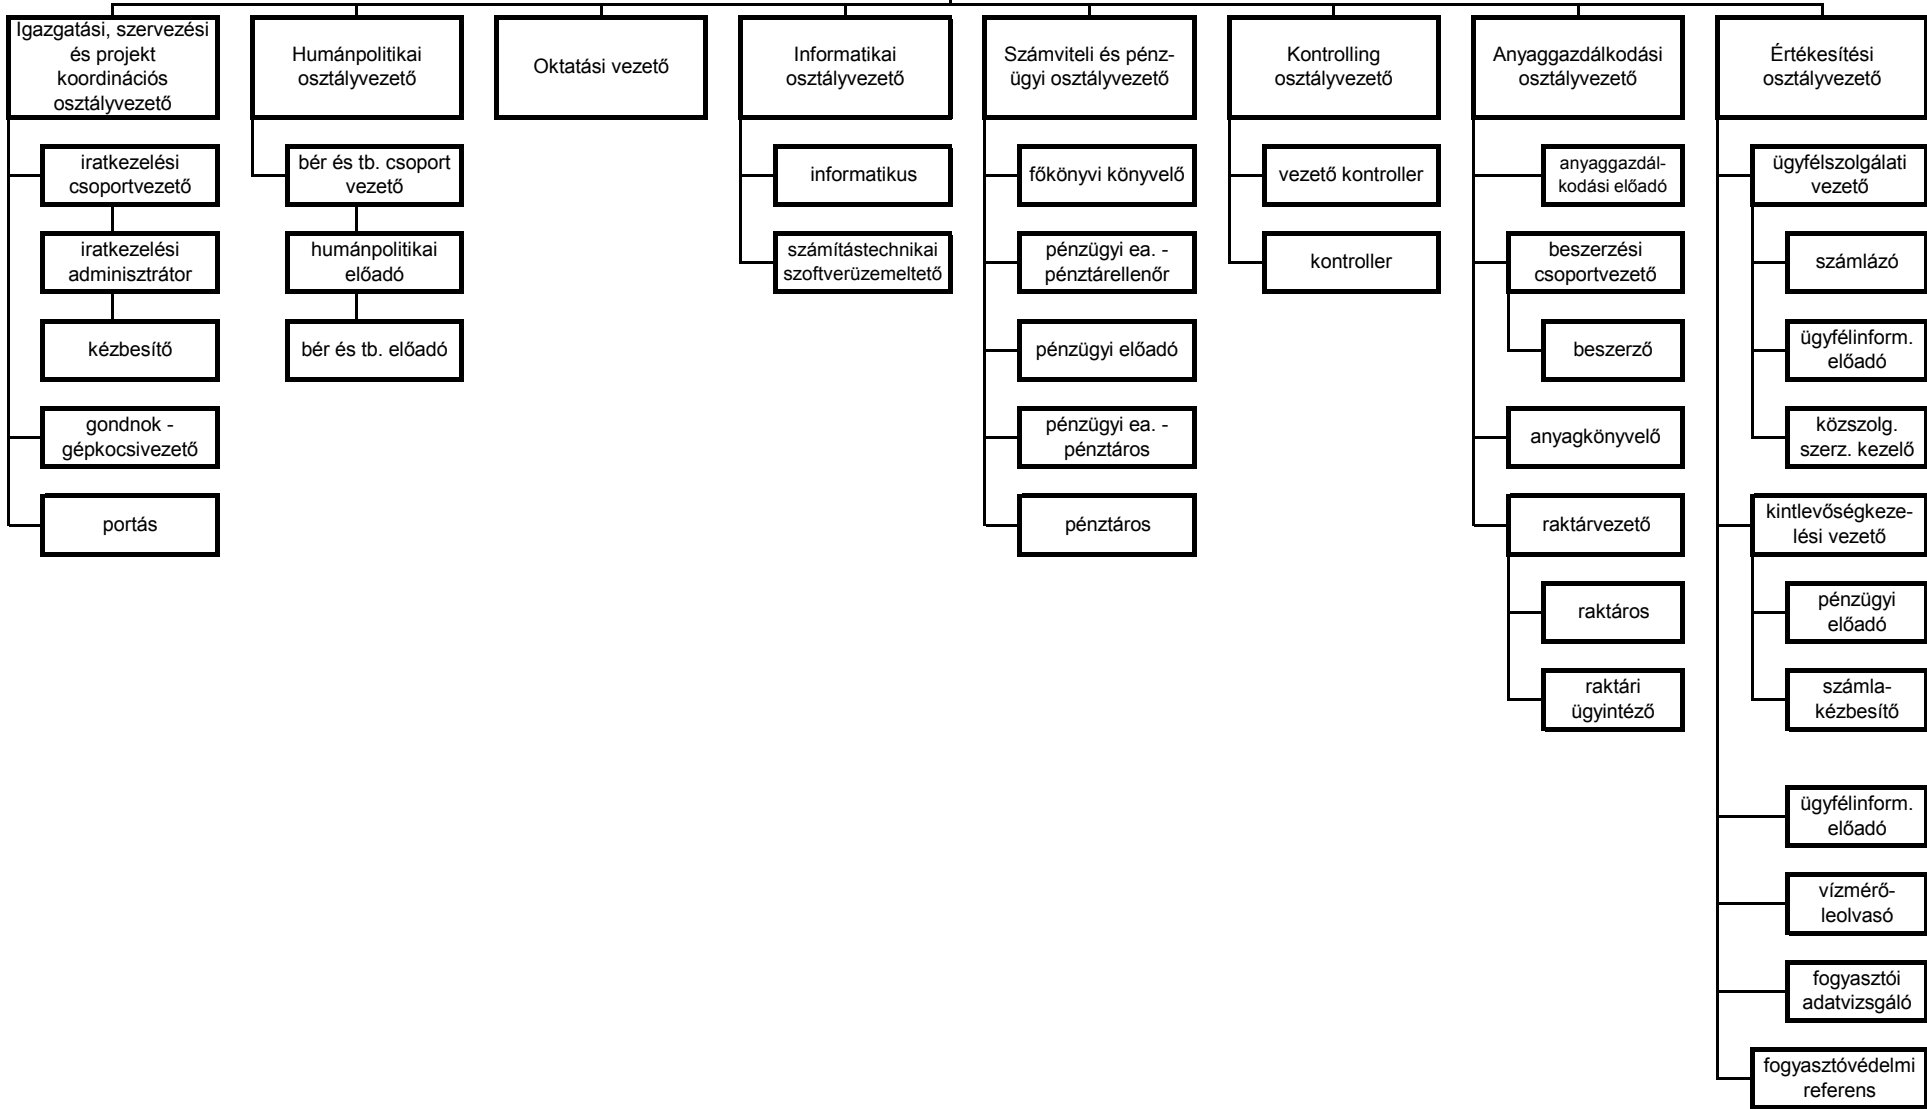 Igazgatási, szervezési
és projekt
koordinációs
osztályvezető
iratkezelési
csoportvezető
iratkezelési
adminisztrátor
kézbesítő
gondnok -
gépkocsivezető
portás
Humánpolitikai
osztályvezető
bér és tb. csoport
vezető
humánpolitikai
előadó
bér és tb. előadó
Oktatási vezető
Informatikai
osztályvezető
informatikus
számítástechnikai
szoftverüzemeltető
Számviteli és pénz-
ügyi osztályvezető
főkönyvi könyvelő
pénzügyi ea. -
pénztárellenőr
pénzügyi előadó
pénzügyi ea. -
pénztáros
pénztáros
Kontrolling
osztályvezető
vezető kontroller
kontroller
Anyaggazdálkodási
osztályvezető
anyaggazdál-
kodási előadó
beszerzési
csoportvezető
beszerző
anyagkönyvelő
raktárvezető
raktáros
raktári
ügyintéző
Értékesítési
osztályvezető
ügyfélszolgálati
vezető
számlázó
ügyfélinform.
előadó
közszolg.
szerz. kezelő
kintlevőségkeze-
lési vezető
pénzügyi
előadó
számla-
kézbesítő
ügyfélinform.
előadó
vízmérő-
leolvasó
fogyasztói
adatvizsgáló
fogyasztóvédelmi
referens